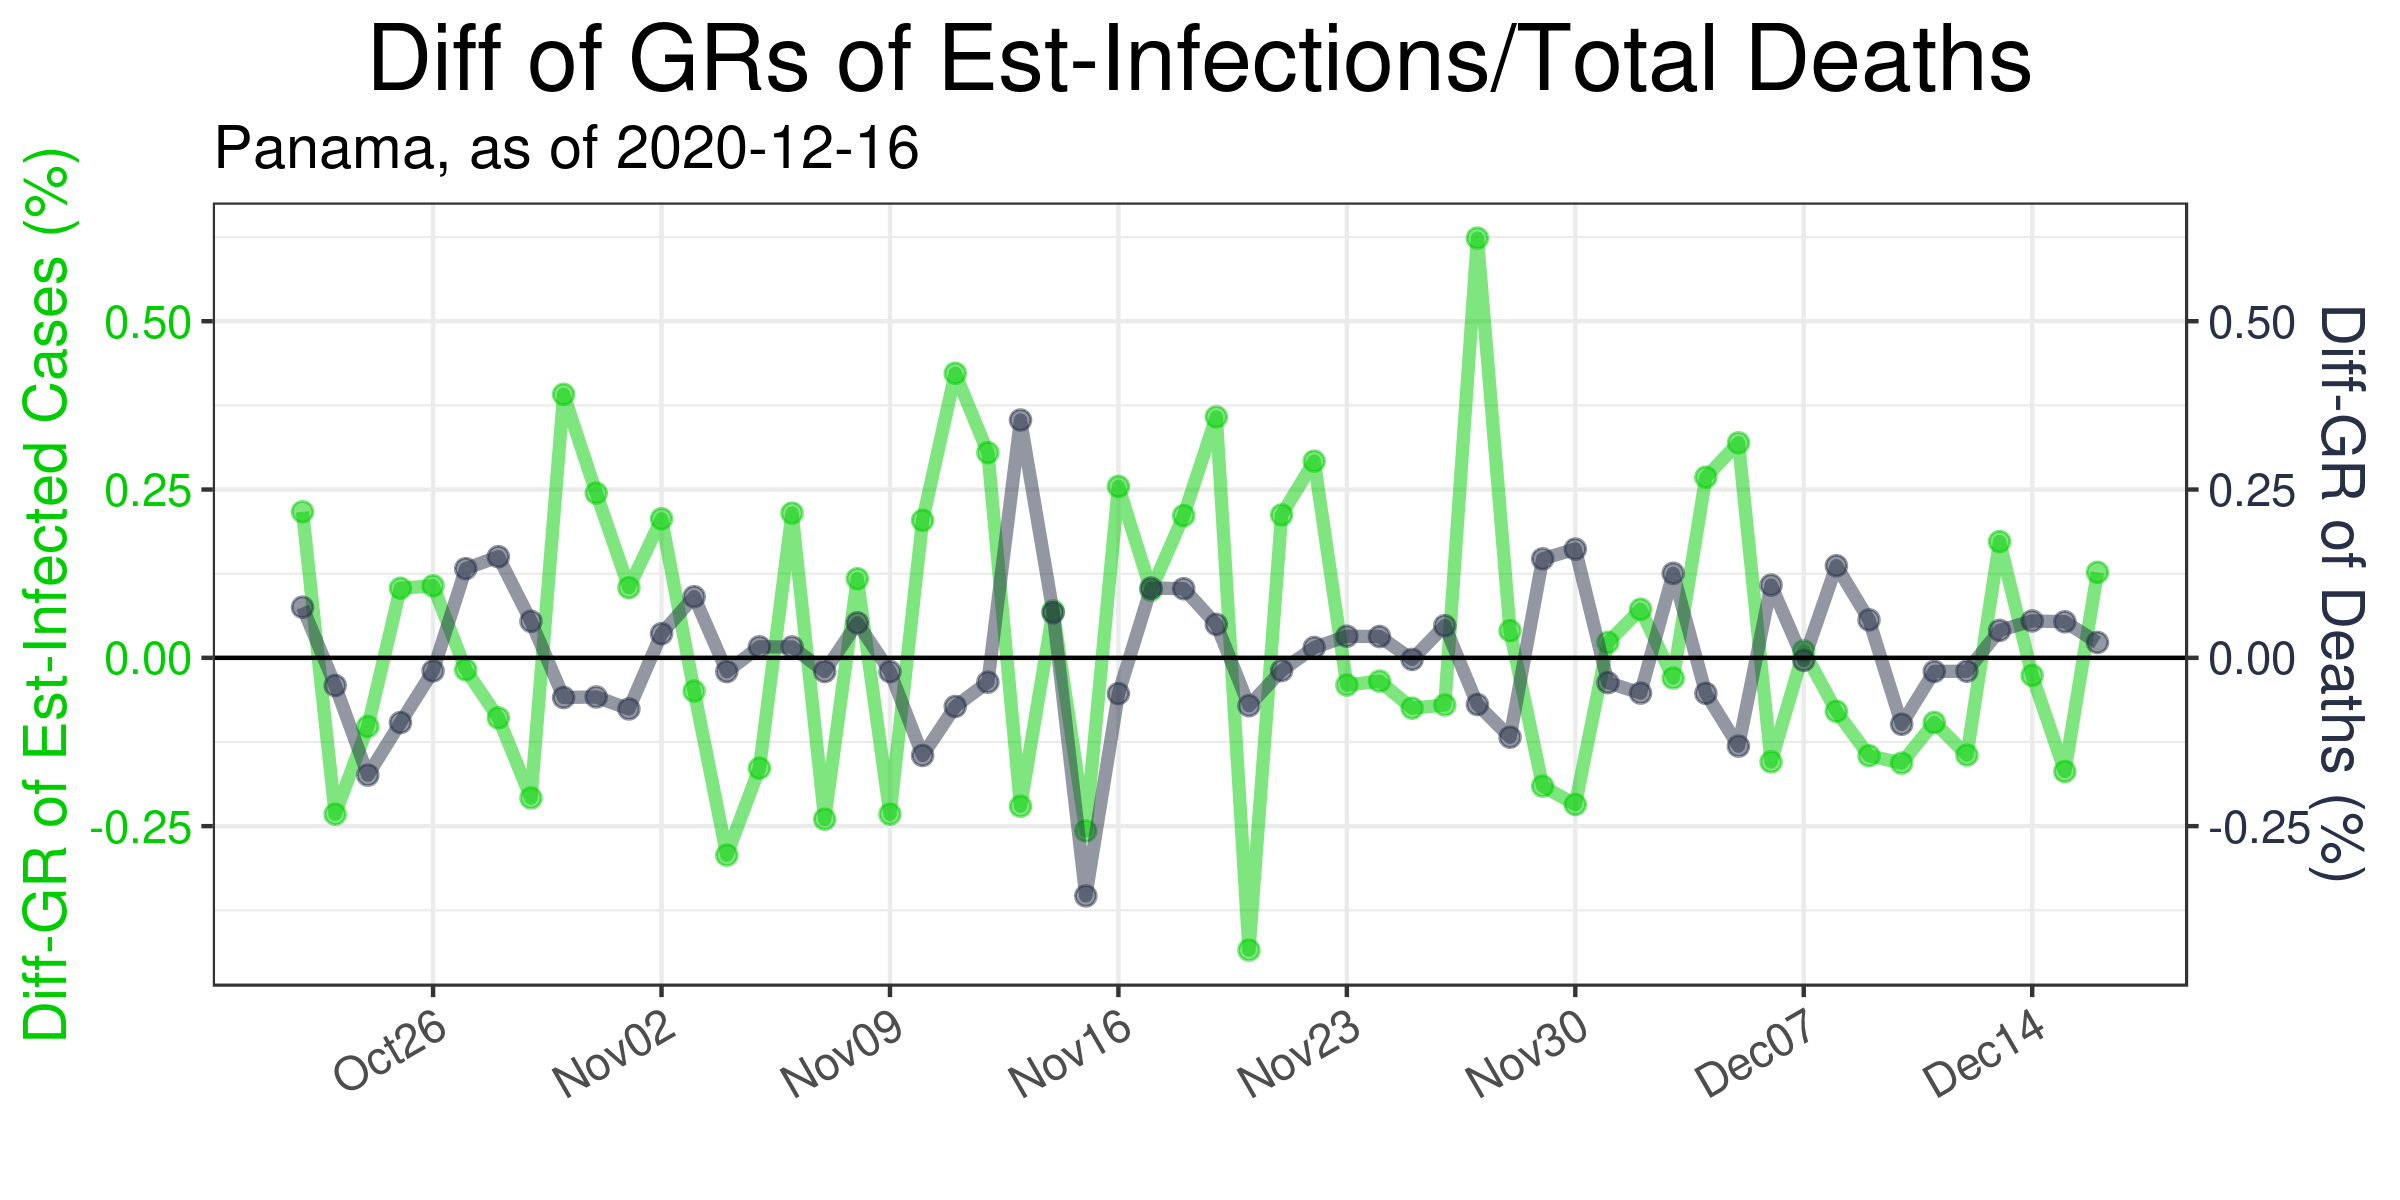 Diff of GRs of Est-Infections/Total Deaths
Panama, as of 2020-12-16
Diff-GR of Est-Infected Cases (%)
0.50
0.25
0.00
-0.25
0.50
0.25
0.00
-0.25
Diff-GR of Deaths (%)
Oct26
Nov02
Nov09
Nov16
Nov23
Nov30
Dec07
Dec14